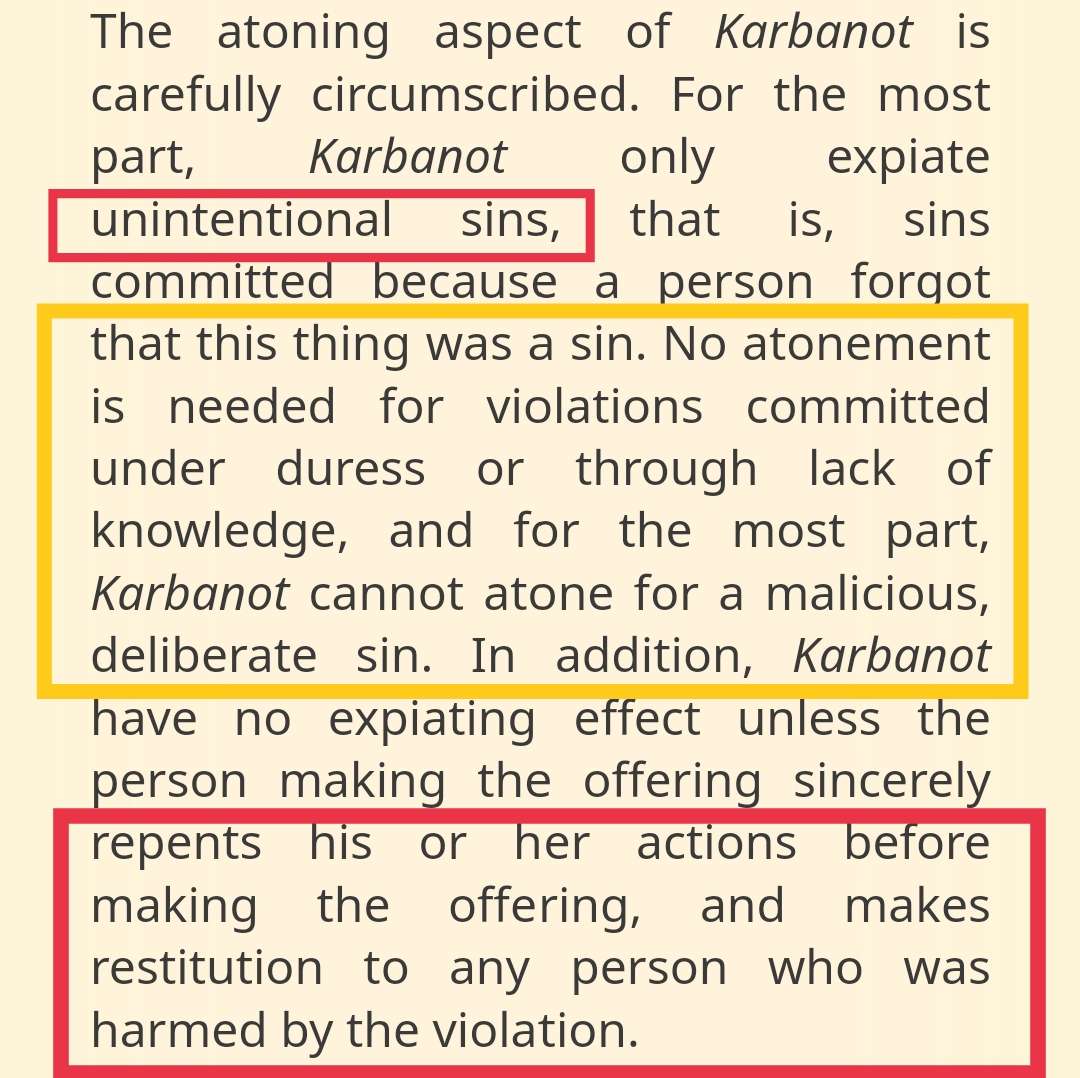 The atoning aspect of Karbanot is
carefully circumscribed. For the most
part, Karbanot only expiate
unintentional sins, that is, sins
committed because a person forgot
that this thing was a sin. No atonement
is needed for violations committed
under duress or through lack of
knowledge, and for the most part,
Karbanot cannot atone for a malicious,
deliberate sin. In addition, Karbanot
have no expiating effect unless the
person making the offering sincerely
repents his or her actions before
making the offering, and makes
restitution to any person who was
harmed by the violation.